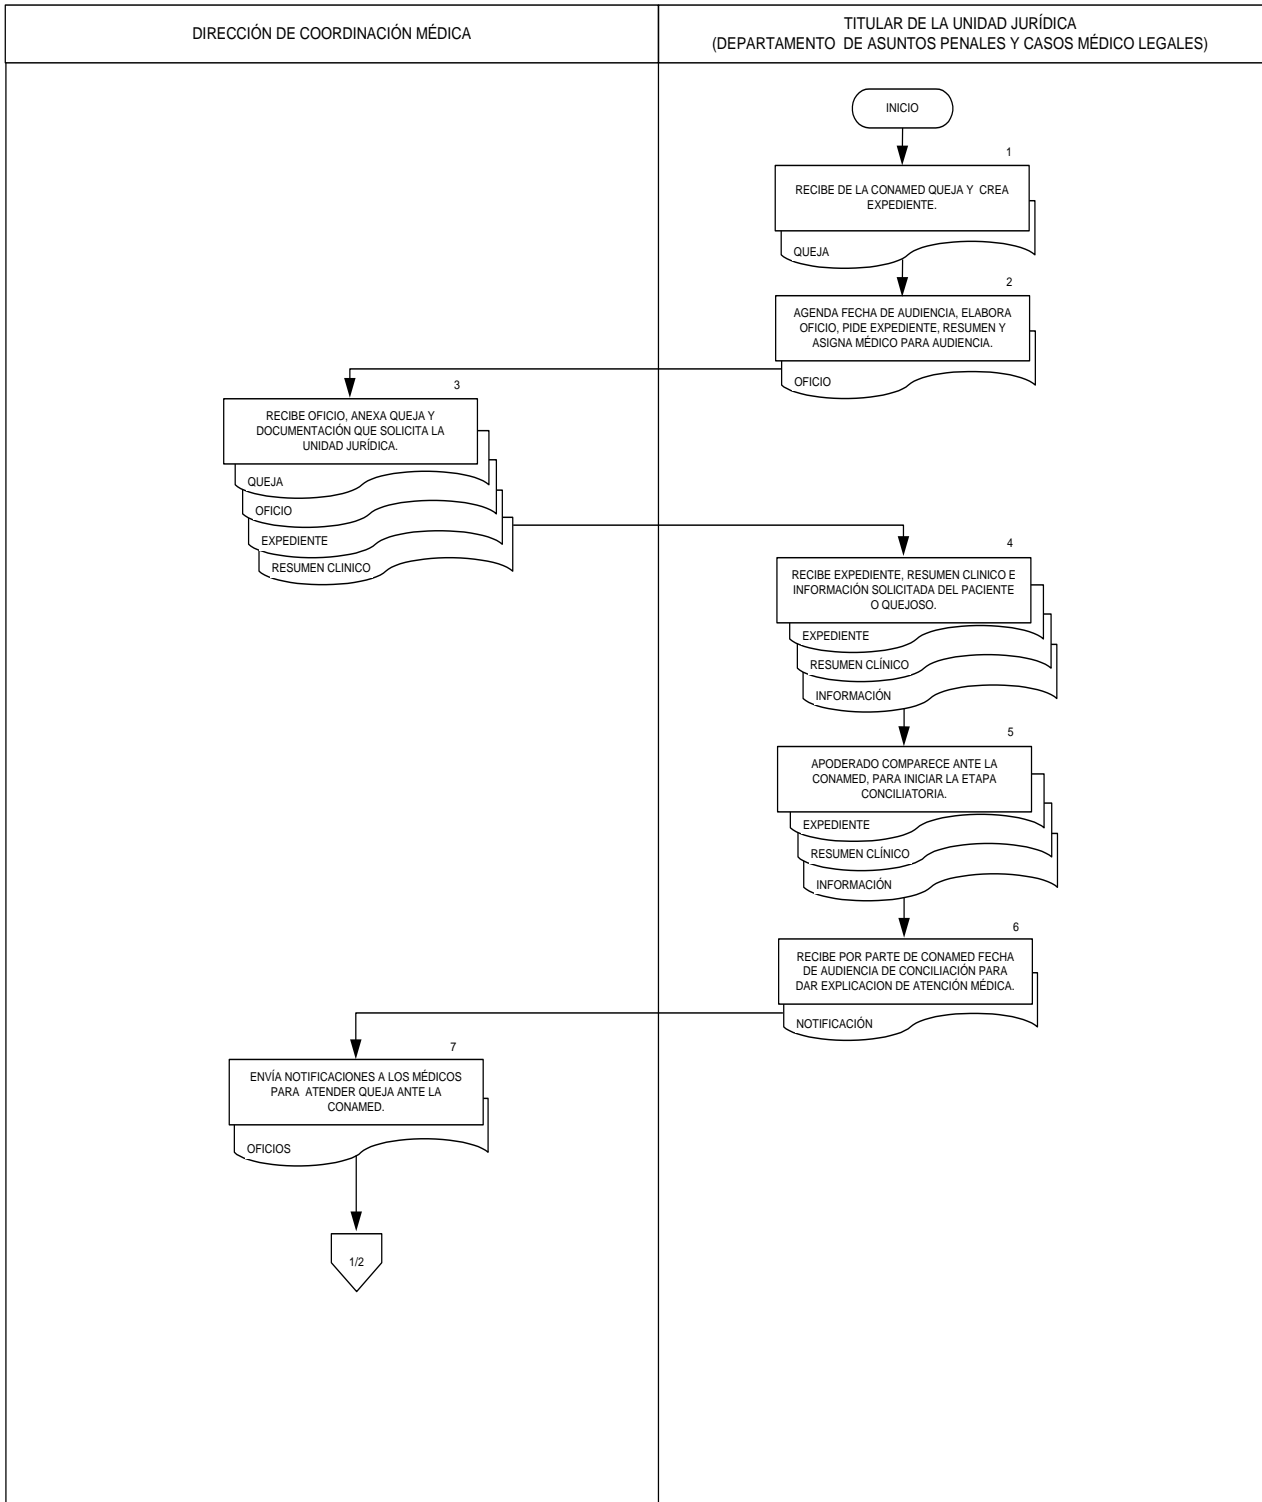 DIRECCIÓN DE COORDINACIÓN MÉDICA
TITULAR DE LA UNIDAD JURÍDICA
(DEPARTAMENTO DE ASUNTOS PENALES Y CASOS MÉDICO LEGALES)
INICIO
1
RECIBE DE LA CONAMED QUEJA Y CREA
EXPEDIENTE.
QUEJA
2
AGENDA FECHA DE AUDIENCIA, ELABORA
OFICIO, PIDE EXPEDIENTE, RESUMEN Y
ASIGNA MÉDICO PARA AUDIENCIA.
OFICIO
3
RECIBE OFICIO, ANEXA QUEJA Y
DOCUMENTACIÓN QUE SOLICITA LA
UNIDAD JURÍDICA.
QUEJA
OFICIO
EXPEDIENTE
RESUMEN CLINICO
4
RECIBE EXPEDIENTE, RESUMEN CLINICO E
INFORMACIÓN SOLICITADA DEL PACIENTE
O QUEJOSO.
EXPEDIENTE
RESUMEN CLÍNICO
INFORMACIÓN
5
APODERADO COMPARECE ANTE LA
CONAMED, PARA INICIAR LA ETAPA
CONCILIATORIA.
EXPEDIENTE
RESUMEN CLÍNICO
INFORMACIÓN
6
RECIBE POR PARTE DE CONAMED FECHA
DE AUDIENCIA DE CONCILIACIÓN PARA
DAR EXPLICACION DE ATENCIÓN MÉDICA.
NOTIFICACIÓN
7
ENVÍA NOTIFICACIONES A LOS MÉDICOS
PARA ATENDER QUEJA ANTE LA
CONAMED.
OFICIOS
1/2